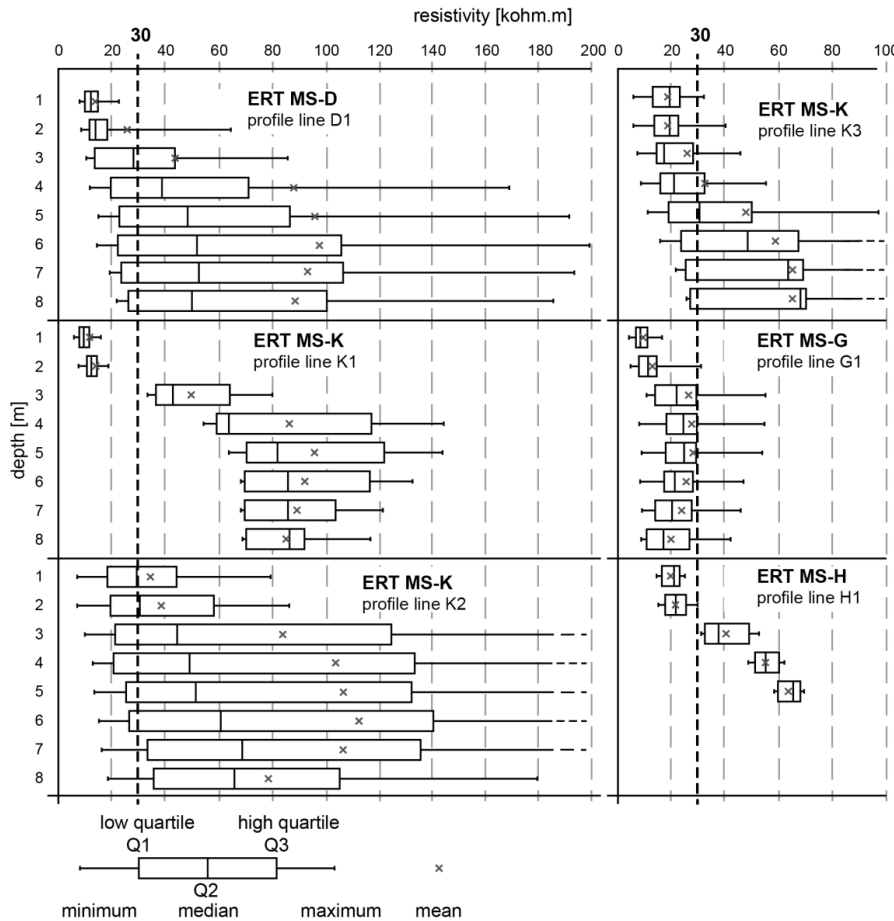 resistivity [kohm.m]
30 30
0 20 40 60 80 100 120 140 160 180 200 0 20 40 60 80 100
depth [m]
ERT MS-D
profile line D1
1
2
3
4
5
6
7
8
ERT MS-K
profile line K3
ERT MS-K
profile line K1
1
2
3
4
5
6
7
8
ERT MS-G
profile line G1
ERT MS-K
profile line K2
1
2
3
4
5
6
7
8
ERT MS-H
profile line H1
low quartile high quartile
Q1 Q3
Q2
minimum median maximum mean